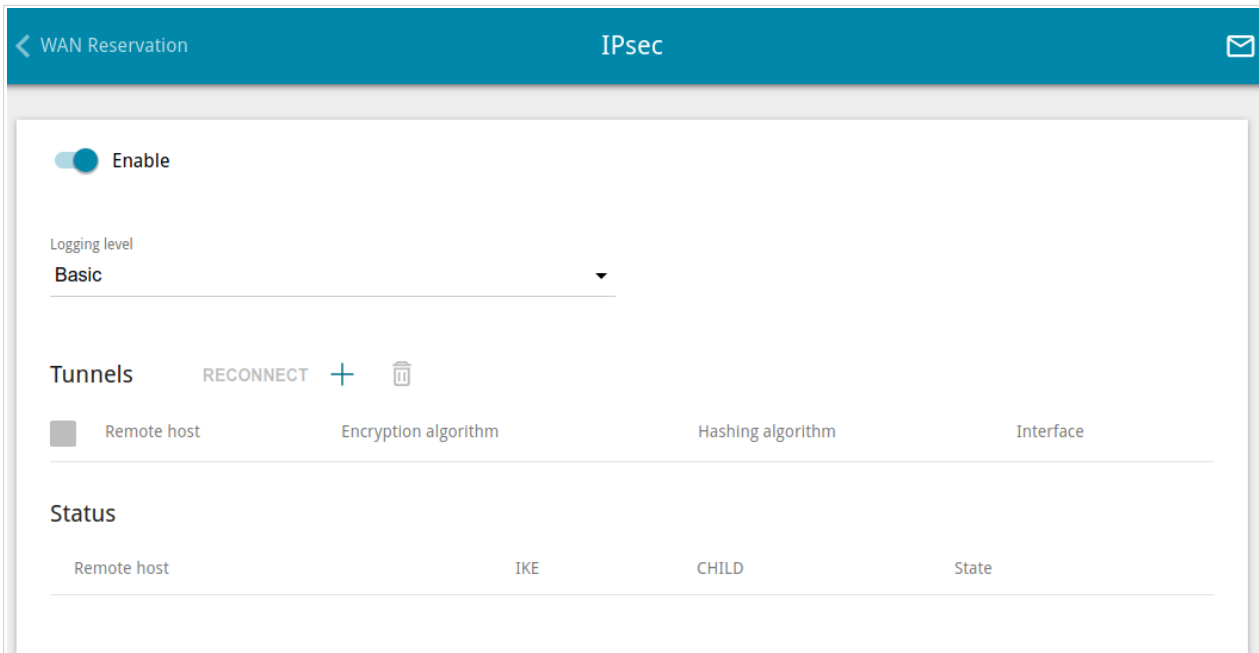 WAN Reservation IPsec
Enable
Logging level
Basic
Tunnels RECONNECT
Remote host Encryption algorithm Hashing algorithm Interface
Status
Remote host IKE CHILD State